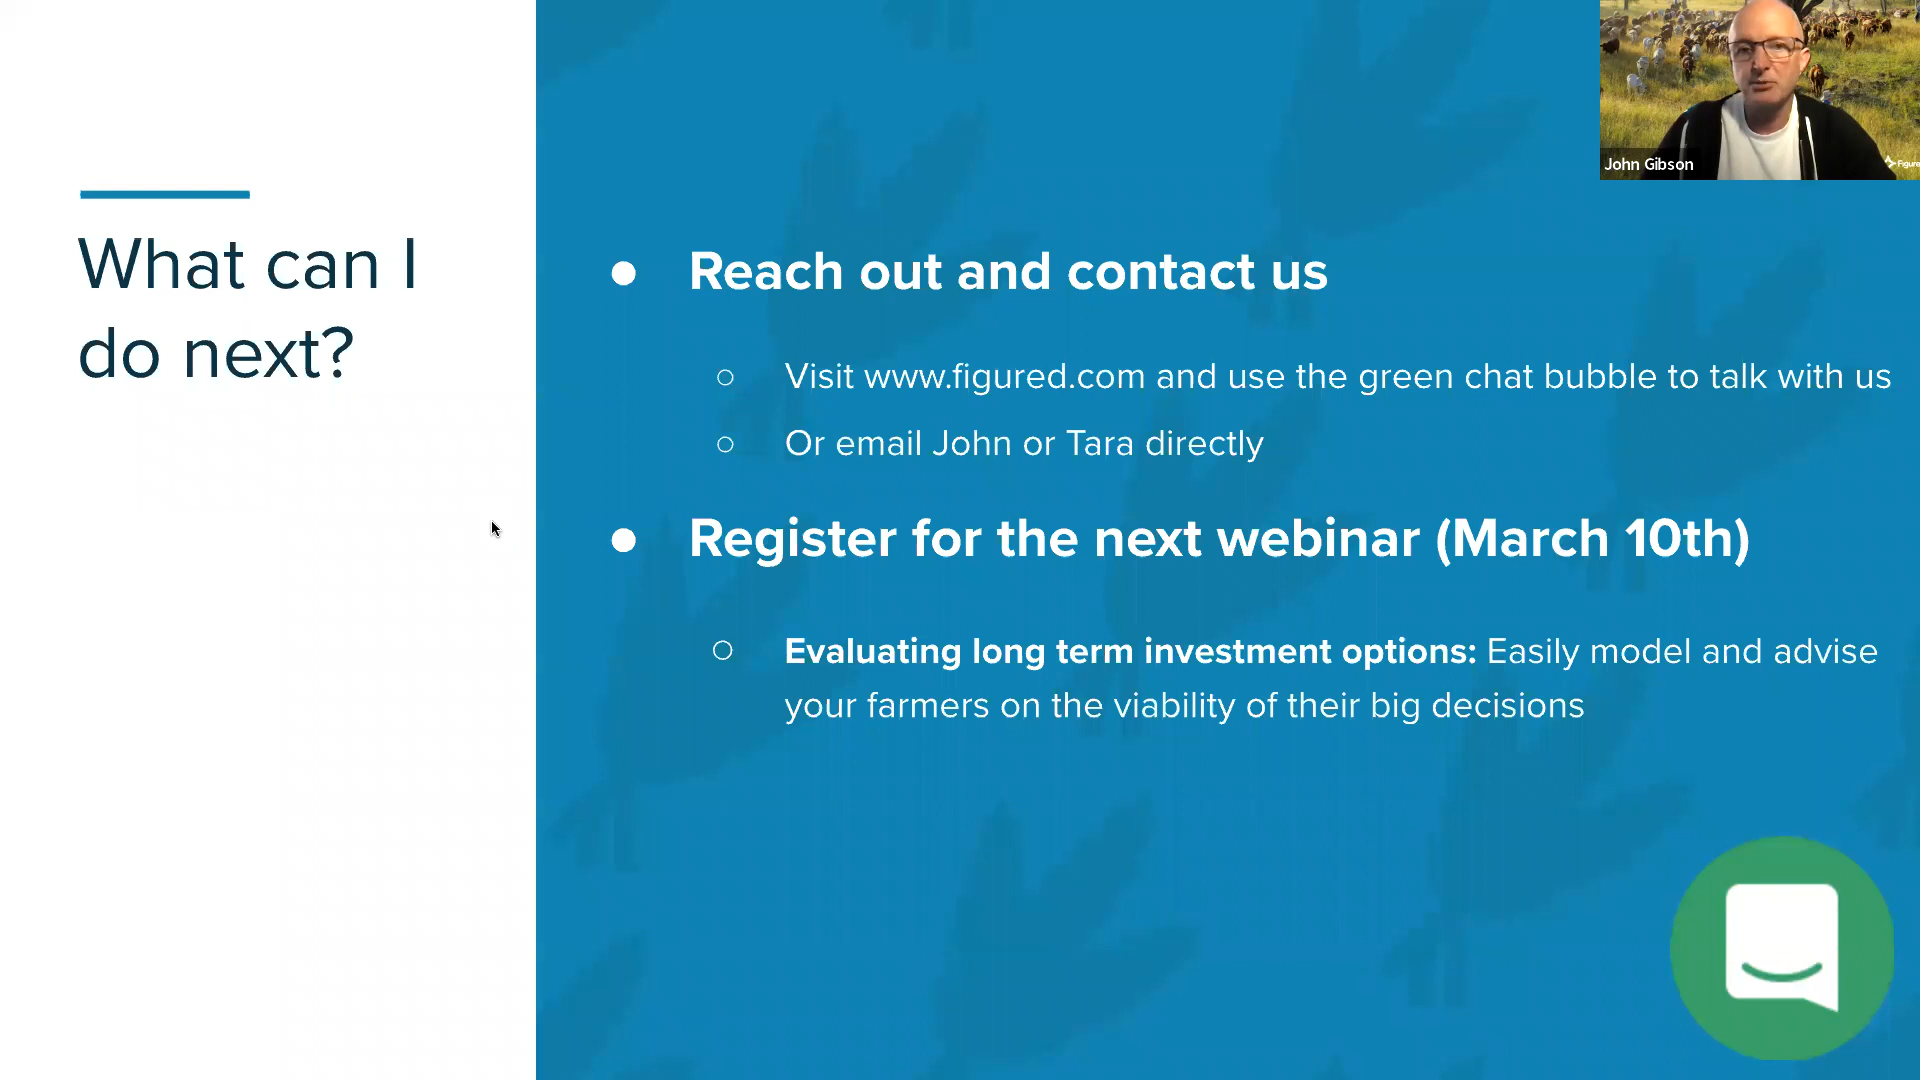 What can I
do next?
Reach out and contact us
Visit www.figured.com and use the green chat bubble to talk with us
Or email John or Tara directly
Register for the next webinar (March 10th)
Evaluating long term investment options: Easily model and advise
your farmers on the viability of their big decisions
John Gibson
Figure